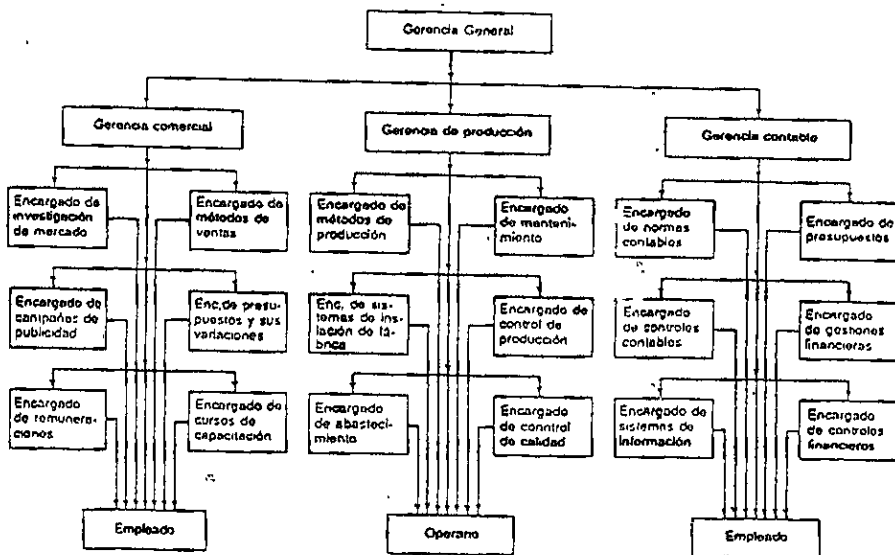 Gerencia General
Gerencia comercial
Gerencia de producción
Gerencia contable
Encargado de
investigación
de mercado
Encargado de
métodos de
ventas
Encargado de
métodos de
producción
Encargado
de manteni-
miento
Encargado
de normas
contables
Encargado de
presupuestos
Encargado de
campañas de
publicidad
Enc. de presu-
puestos y sus
variaciones
Enc. de sis-
temas de ins-
lación de fá-
brica
Encargado de
control de
producción
Encargado
de controles
contables
Encargado
de gestiones
financieras
Encargado
de remunera-
ciones
Encargado de
cursos de
capacitación
Encargado
de abasteci-
miento
Encargado
de conntrol
de calidad
Encargado de
sistemas de
información
Encargado
de controles
financieros
Empleado
Operario
Empleado